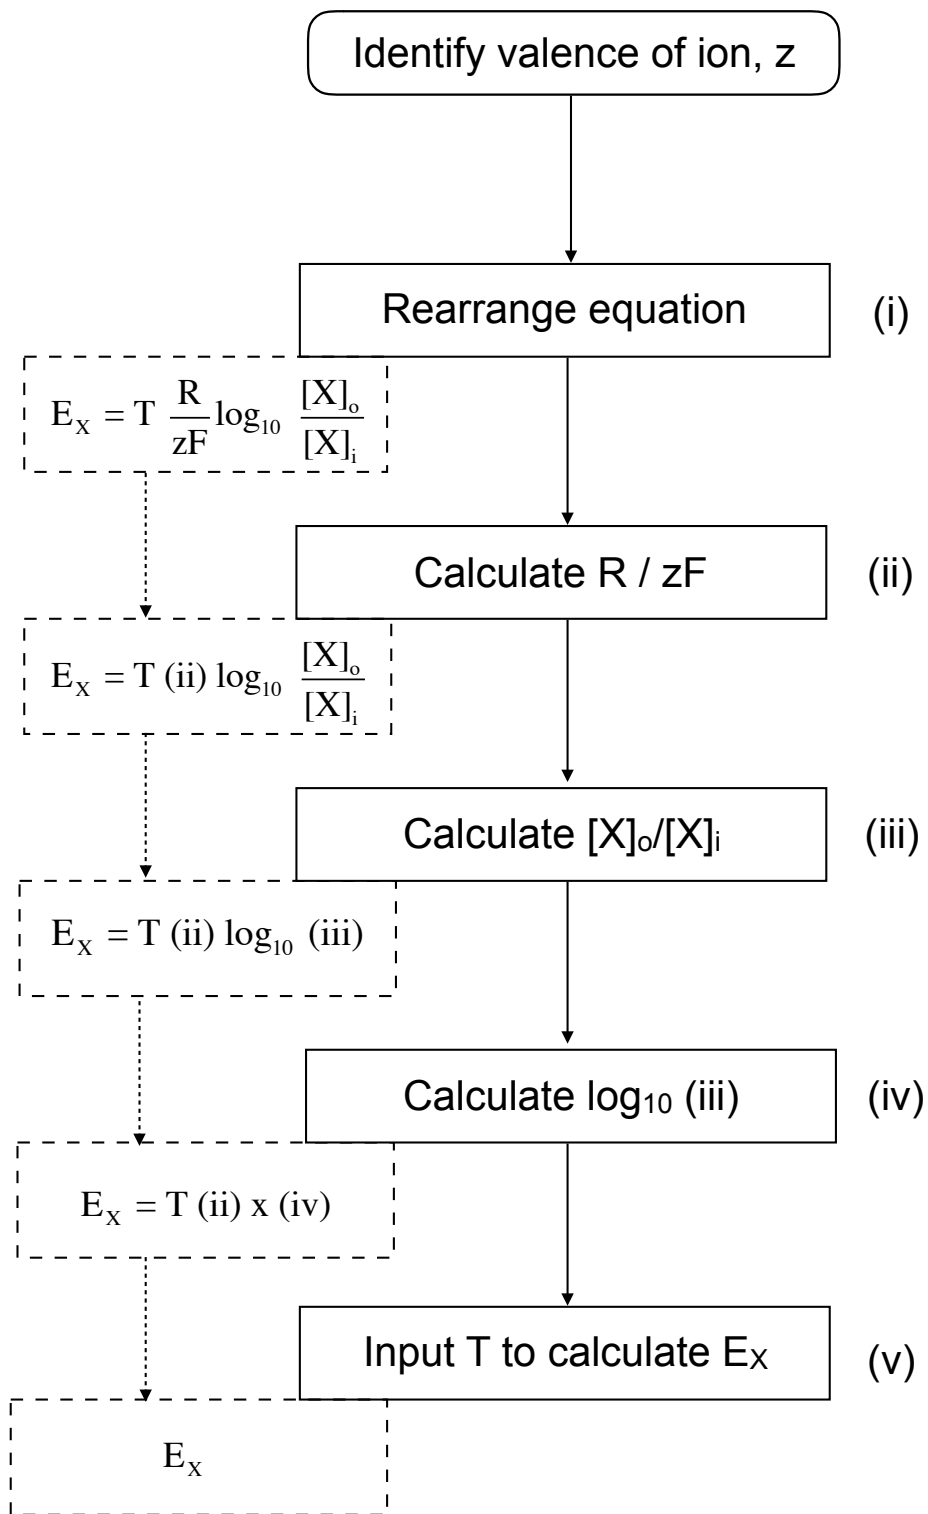 Identify valence of ion, z
Rearrange equation (i)
E_X = T R/zF log₁₀ [X]ₒ/[X]ᵢ
Calculate R / zF (ii)
E_X = T (ii) log₁₀ [X]ₒ/[X]ᵢ
Calculate [X]ₒ/[X]ᵢ (iii)
E_X = T (ii) log₁₀ (iii)
Calculate log₁₀ (iii) (iv)
E_X = T (ii) x (iv)
Input T to calculate E_X (v)
E_X